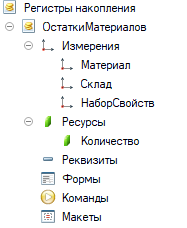 Регистры накопления
ОстаткиМатериалов
Измерения
Материал
Склад
НаборСвойств
Ресурсы
Количество
Реквизиты
Формы
Команды
Макеты